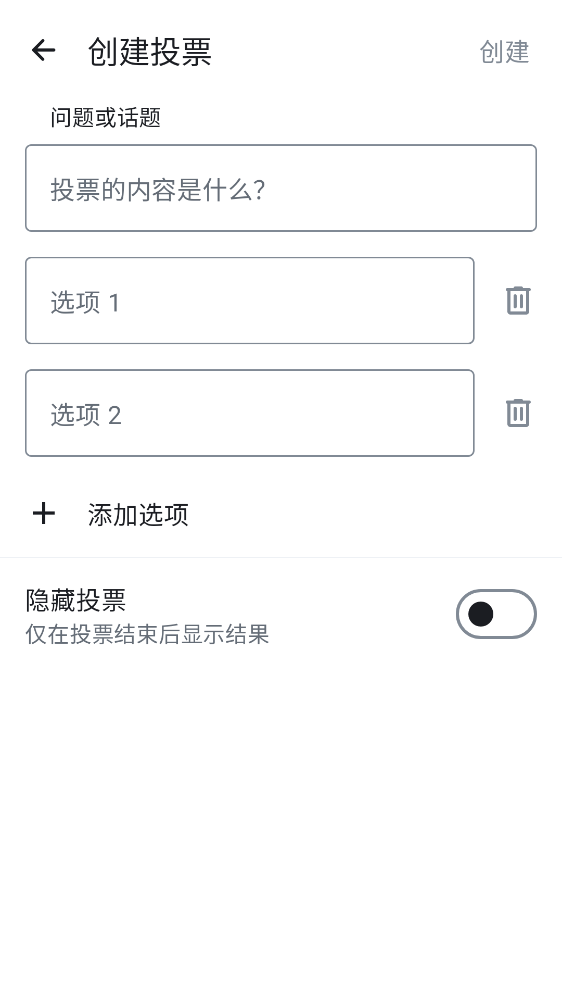 创建投票
创建
问题或话题
投票的内容是什么?
选项 1
选项 2
添加选项
隐藏投票
仅在投票结束后显示结果